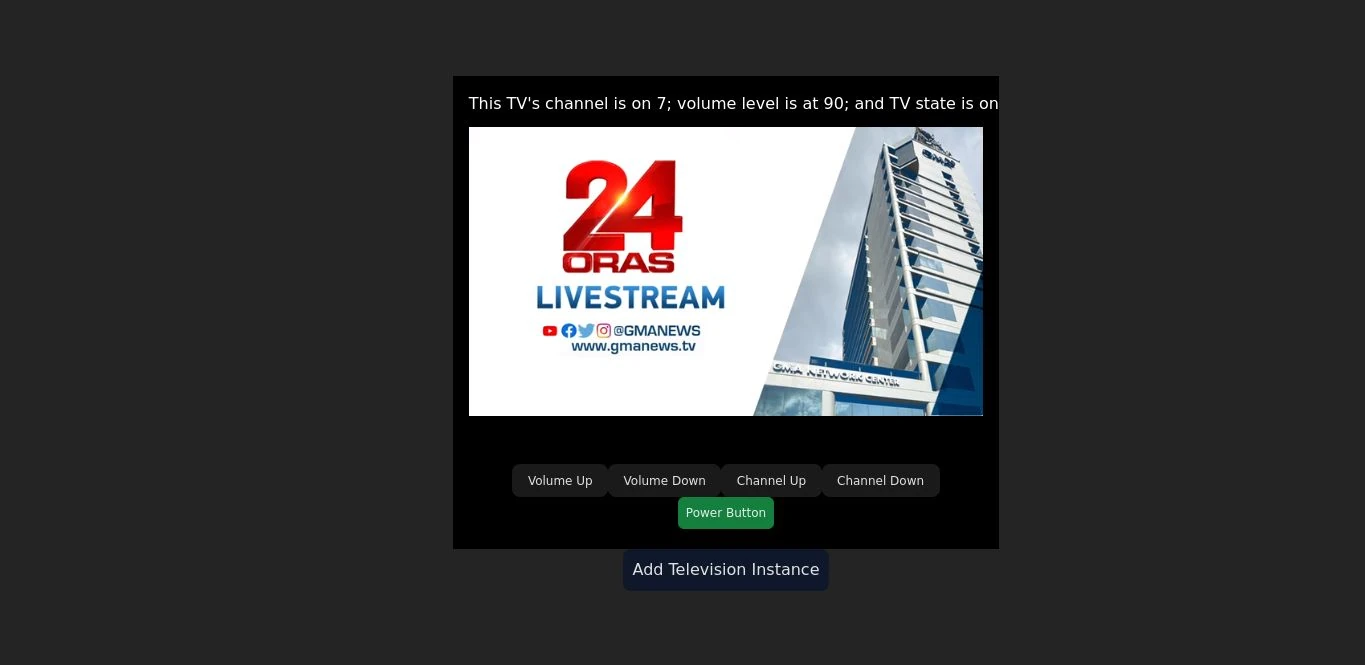 This TV's channel is on 7; volume level is at 90; and TV state is on
24
ORAS
LIVESTREAM
@GMANEWS
www.gmanews.tv
GMA
GMA NETWORK CENTER
Volume Up Volume Down Channel Up Channel Down
Power Button
Add Television Instance